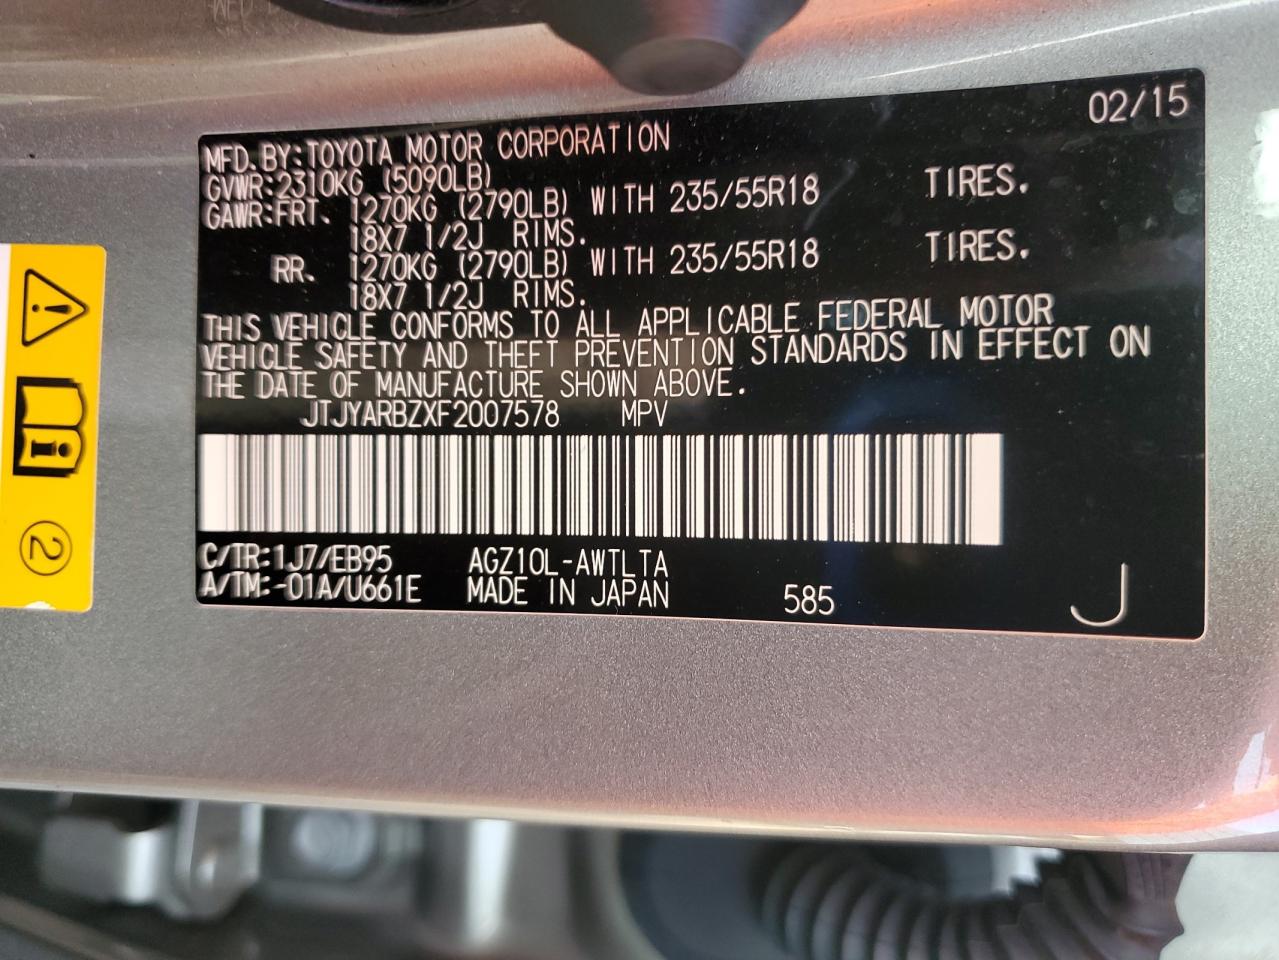 02/15
MFD. BY:TOYOTA MOTOR CORPORATION
GVWR:2310KG (5090LB)
GAWR:FRT. 1270KG (2790LB) WITH 235/55R18 TIRES.
18X7 1/2J RIMS.
RR. 1270KG (2790LB) WITH 235/55R18 TIRES.
18X7 1/2J RIMS.
THIS VEHICLE CONFORMS TO ALL APPLICABLE FEDERAL MOTOR
VEHICLE SAFETY AND THEFT PREVENTION STANDARDS IN EFFECT ON
THE DATE OF MANUFACTURE SHOWN ABOVE.
JTJYARBZXF2007578 MPV
C/TR:1J7/EB95 AGZ10L-AWTLTA
A/TM:-01A/U661E MADE IN JAPAN 585 J
2